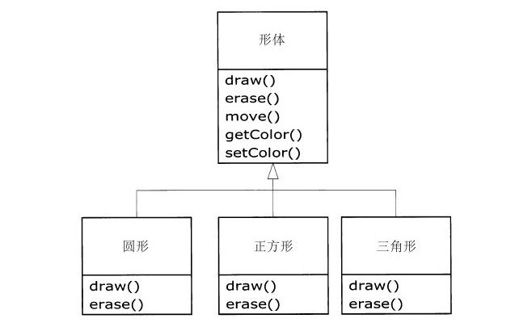 形体
draw()
erase()
move()
getColor()
setColor()
圆形
draw()
erase()
正方形
draw()
erase()
三角形
draw()
erase()